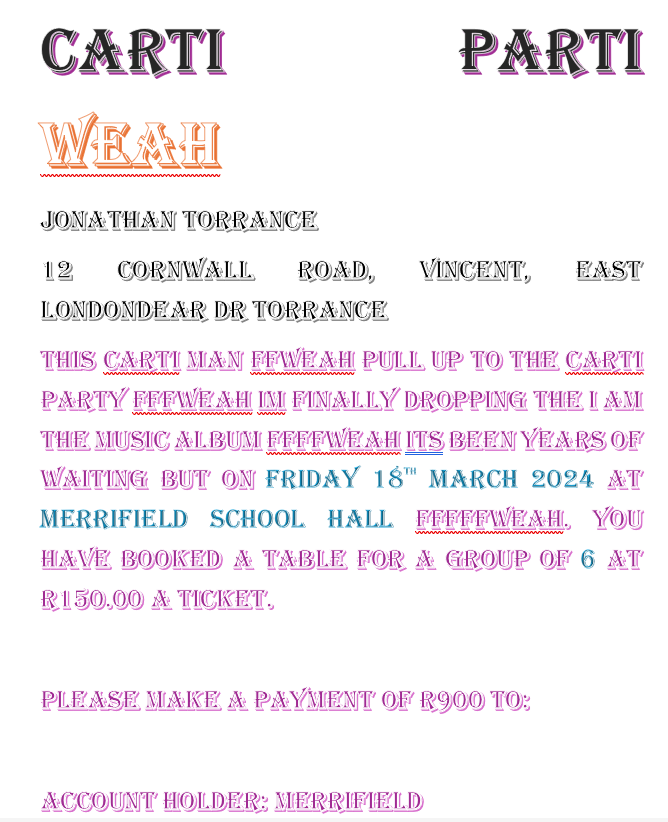 CARTI PARTI
WEAH
JONATHAN TORRANCE
12 CORNWALL ROAD, VINCENT, EAST
LONDONDEAR DR TORRANCE
THIS CARTI MAN FFWEAH PULL UP TO THE CARTI
PARTY FFFWEAH IM FINALLY DROPPING THE I AM
THE MUSIC ALBUM FFFFWEAH ITS BEEN YEARS OF
WAITING BUT ON FRIDAY 18TH MARCH 2024 AT
MERRIFIELD SCHOOL HALL FFFFFWEAH. YOU
HAVE BOOKED A TABLE FOR A GROUP OF 6 AT
R150.00 A TICKET.
PLEASE MAKE A PAYMENT OF R900 TO:
ACCOUNT HOLDER: MERRIFIELD